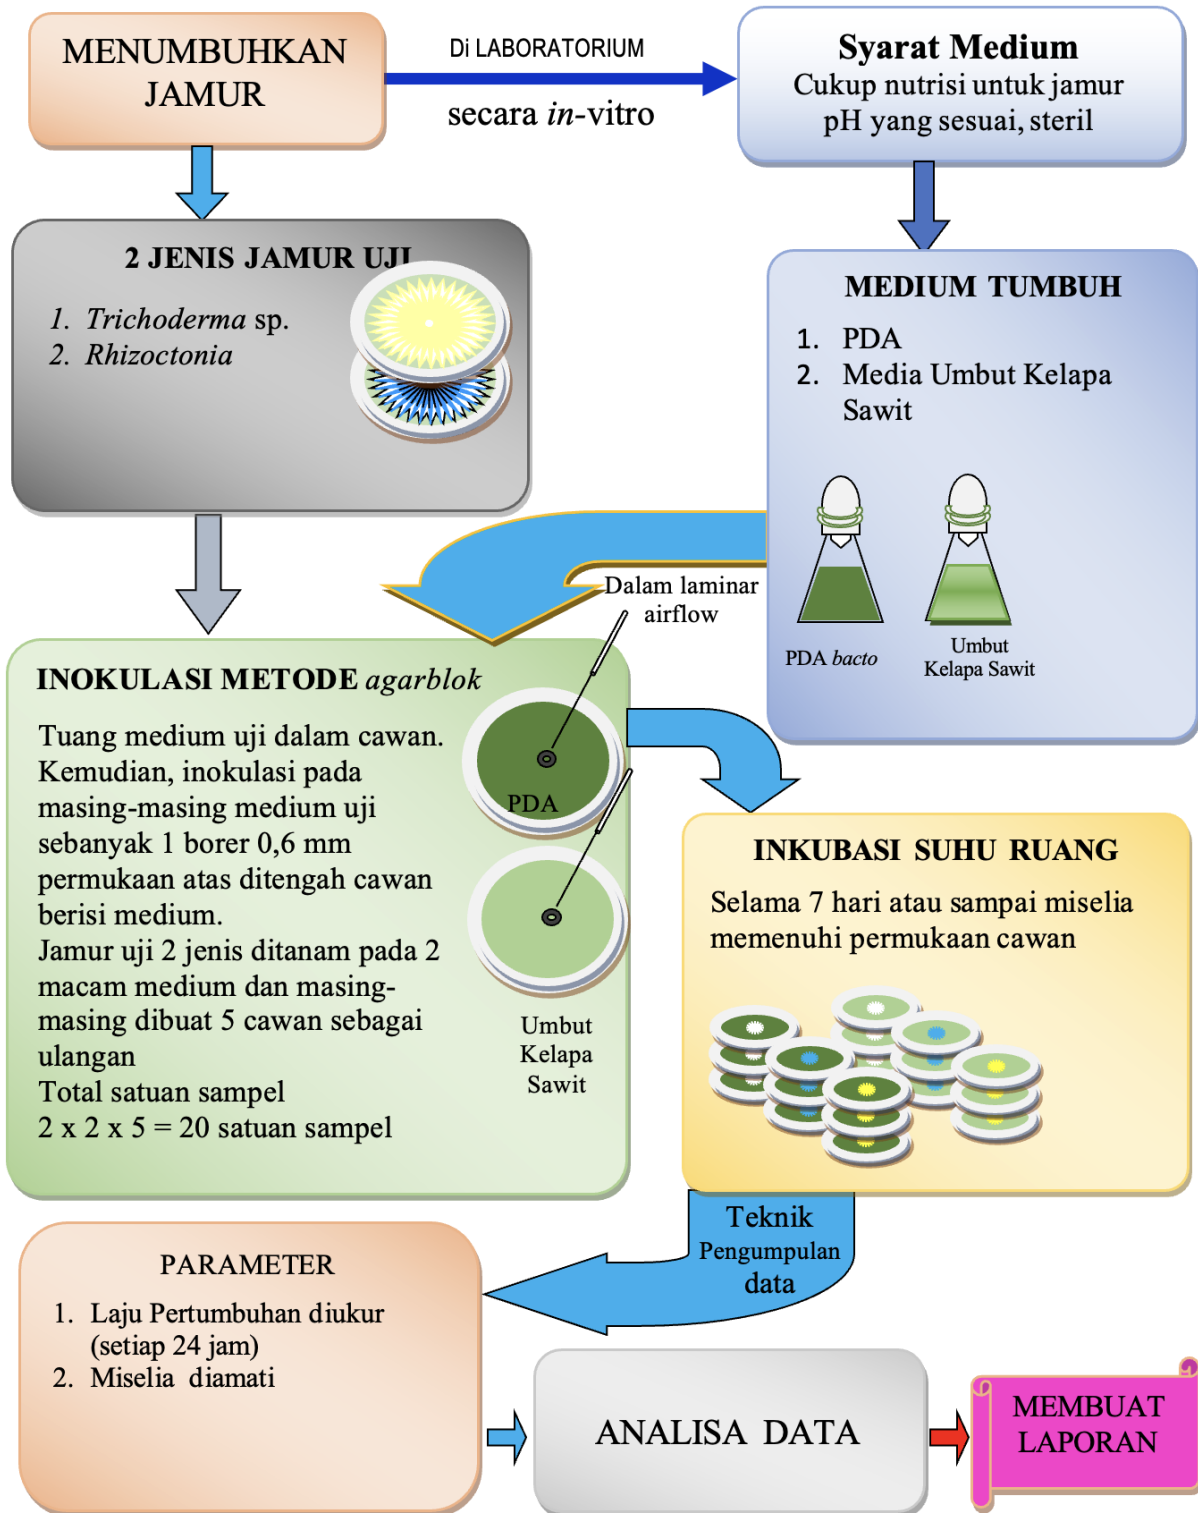 MENUMBUHKAN
JAMUR
Di LABORATORIUM
secara in-vitro
Syarat Medium
Cukup nutrisi untuk jamur
pH yang sesuai, steril
2 JENIS JAMUR UJI
1. Trichoderma sp.
2. Rhizoctonia
MEDIUM TUMBUH
1. PDA
2. Media Umbut Kelapa
Sawit
PDA bacto
Umbut
Kelapa Sawit
Dalam laminar
airflow
INOKULASI METODE agarblok
Tuang medium uji dalam cawan.
Kemudian, inokulasi pada
masing-masing medium uji
sebanyak 1 borer 0,6 mm
permukaan atas ditengah cawan
berisi medium.
Jamur uji 2 jenis ditanam pada 2
macam medium dan masing-
masing dibuat 5 cawan sebagai
ulangan
Total satuan sampel
2 x 2 x 5 = 20 satuan sampel
PDA
Umbut
Kelapa
Sawit
INKUBASI SUHU RUANG
Selama 7 hari atau sampai miselia
memenuhi permukaan cawan
Teknik
Pengumpulan
data
PARAMETER
1. Laju Pertumbuhan diukur
(setiap 24 jam)
2. Miselia diamati
ANALISA DATA
MEMBUAT
LAPORAN